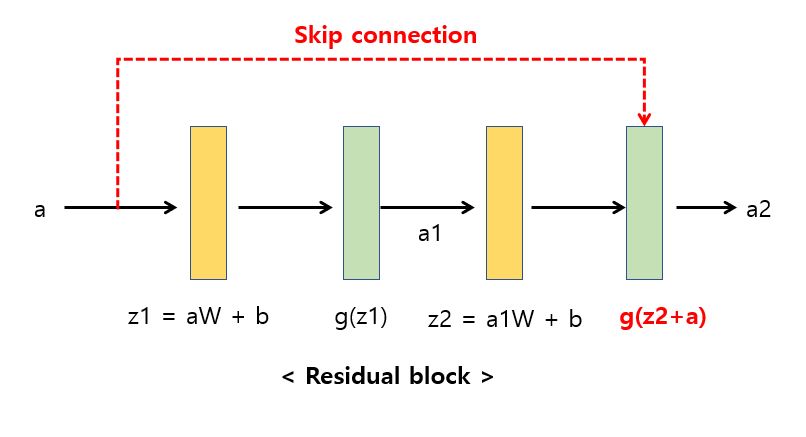 Skip connection
a
a1
a2
z1 = aW + b
g(z1)
z2 = a1W + b
g(z2+a)
< Residual block >